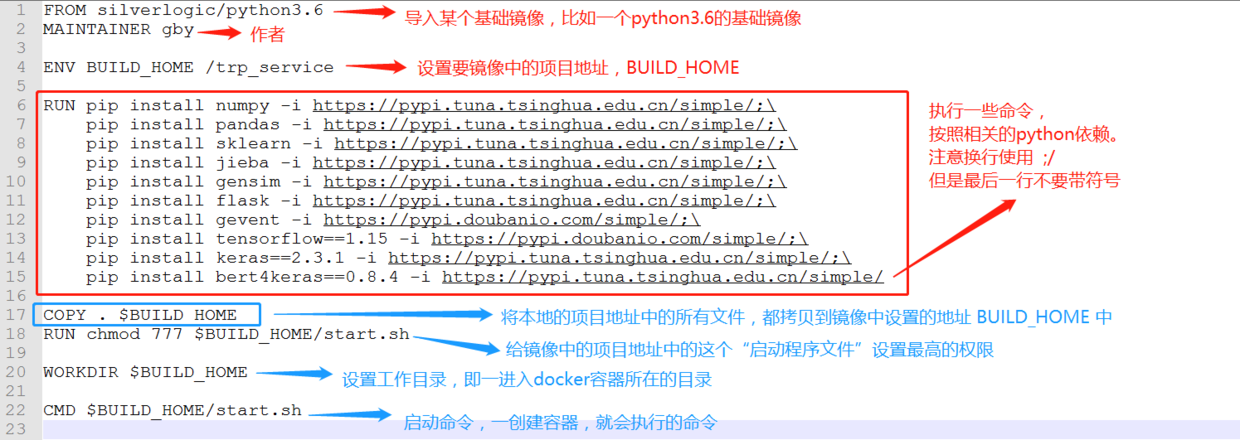 1 FROM silverlogic/python3.6 导入某个基础镜像，比如一个python3.6的基础镜像
2 MAINTAINER gby 作者
3
4 ENV BUILD_HOME /trp_service 设置要镜像中的项目地址，BUILD_HOME
5
6 RUN pip install numpy -i https://pypi.tuna.tsinghua.edu.cn/simple/;\
7 pip install pandas -i https://pypi.tuna.tsinghua.edu.cn/simple/;\
8 pip install sklearn -i https://pypi.tuna.tsinghua.edu.cn/simple/;\
9 pip install jieba -i https://pypi.tuna.tsinghua.edu.cn/simple/;\
10 pip install gensim -i https://pypi.tuna.tsinghua.edu.cn/simple/;\
11 pip install flask -i https://pypi.tuna.tsinghua.edu.cn/simple/;\
12 pip install gevent -i https://pypi.doubanio.com/simple/;\
13 pip install tensorflow==1.15 -i https://pypi.doubanio.com/simple/;\
14 pip install keras==2.3.1 -i https://pypi.tuna.tsinghua.edu.cn/simple/;\
15 pip install bert4keras==0.8.4 -i https://pypi.tuna.tsinghua.edu.cn/simple/
执行一些命令，
按照相关的python依赖。
注意换行使用 ;/
但是最后一行不要带符号
16
17 COPY . $BUILD_HOME 将本地的项目地址中的所有文件，都拷贝到镜像中设置的地址 BUILD_HOME 中
18 RUN chmod 777 $BUILD_HOME/start.sh 给镜像中的项目地址中的这个“启动程序文件”设置最高的权限
19
20 WORKDIR $BUILD_HOME 设置工作目录，即一进入docker容器所在的目录
21
22 CMD $BUILD_HOME/start.sh 启动命令，一创建容器，就会执行的命令
23